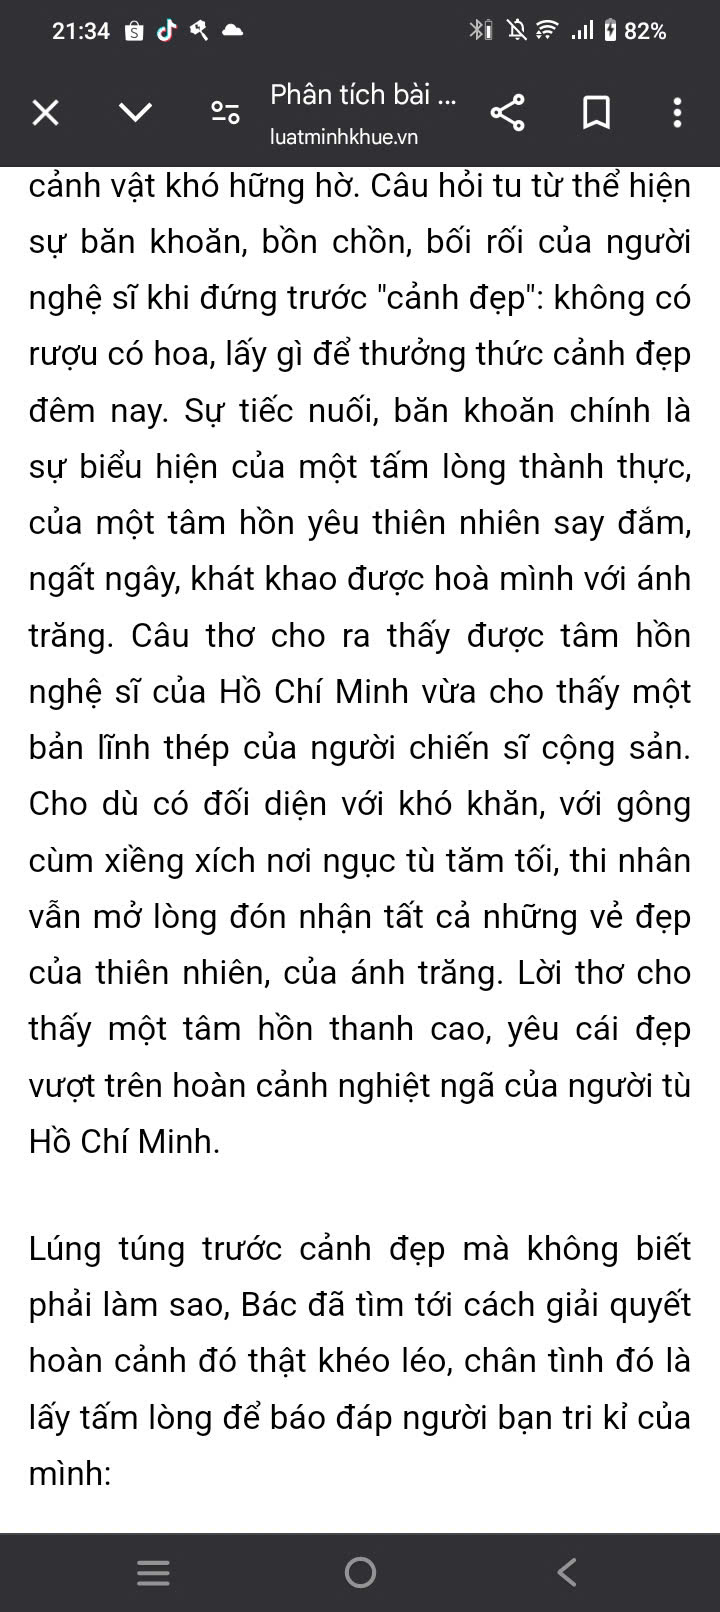 21:34 82%
Phân tích bài ...
luatminhkhue.vn
cảnh vật khó hững hờ. Câu hỏi tu từ thể hiện
sự băn khoăn, bồn chồn, bối rối của người
nghệ sĩ khi đứng trước "cảnh đẹp": không có
rượu có hoa, lấy gì để thưởng thức cảnh đẹp
đêm nay. Sự tiếc nuối, băn khoăn chính là
sự biểu hiện của một tấm lòng thành thực,
của một tâm hồn yêu thiên nhiên say đắm,
ngất ngây, khát khao được hoà mình với ánh
trăng. Câu thơ cho ra thấy được tâm hồn
nghệ sĩ của Hồ Chí Minh vừa cho thấy một
bản lĩnh thép của người chiến sĩ cộng sản.
Cho dù có đối diện với khó khăn, với gông
cùm xiềng xích nơi ngục tù tăm tối, thi nhân
vẫn mở lòng đón nhận tất cả những vẻ đẹp
của thiên nhiên, của ánh trăng. Lời thơ cho
thấy một tâm hồn thanh cao, yêu cái đẹp
vượt trên hoàn cảnh nghiệt ngã của người tù
Hồ Chí Minh.
Lúng túng trước cảnh đẹp mà không biết
phải làm sao, Bác đã tìm tới cách giải quyết
hoàn cảnh đó thật khéo léo, chân tình đó là
lấy tấm lòng để báo đáp người bạn tri kỉ của
mình: